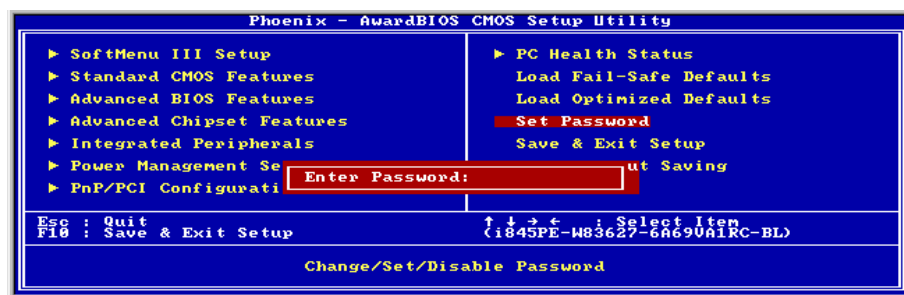 Phoenix - AwardBIOS CMOS Setup Utility
▶ SoftMenu III Setup
▶ Standard CMOS Features
▶ Advanced BIOS Features
▶ Advanced Chipset Features
▶ Integrated Peripherals
▶ Power Management Se
▶ PnP/PCI Configurati
▶ PC Health Status
Load Fail-Safe Defaults
Load Optimized Defaults
Set Password
Save & Exit Setup
ut Saving
Enter Password:
Esc : Quit
F10 : Save & Exit Setup
↑ ↓ → ← : Select Item
(i845PE-W83627-6A69VA1RC-BL)
Change/Set/Disable Password